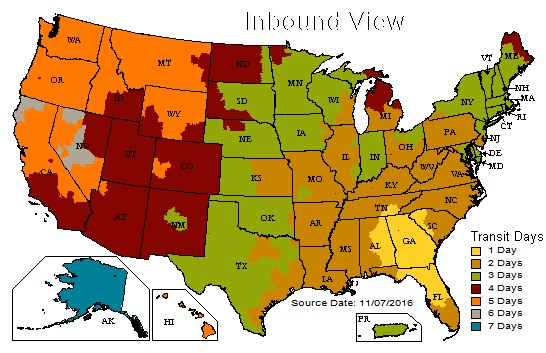 Inbound View
WA
OR
CA
NV
ID
MT
WY
UT
AZ
CO
NM
ND
SD
NE
KS
OK
TX
MN
IA
MO
AR
LA
WI
IL
IN
MI
OH
KY
TN
MS
AL
GA
FL
SC
NC
VA
WV
PA
NY
VT
ME
NH
MA
RI
CT
NJ
DE
MD
AK
HI
PR
Transit Days
1 Day
2 Days
3 Days
4 Days
5 Days
6 Days
7 Days
Source Date: 11/07/2016